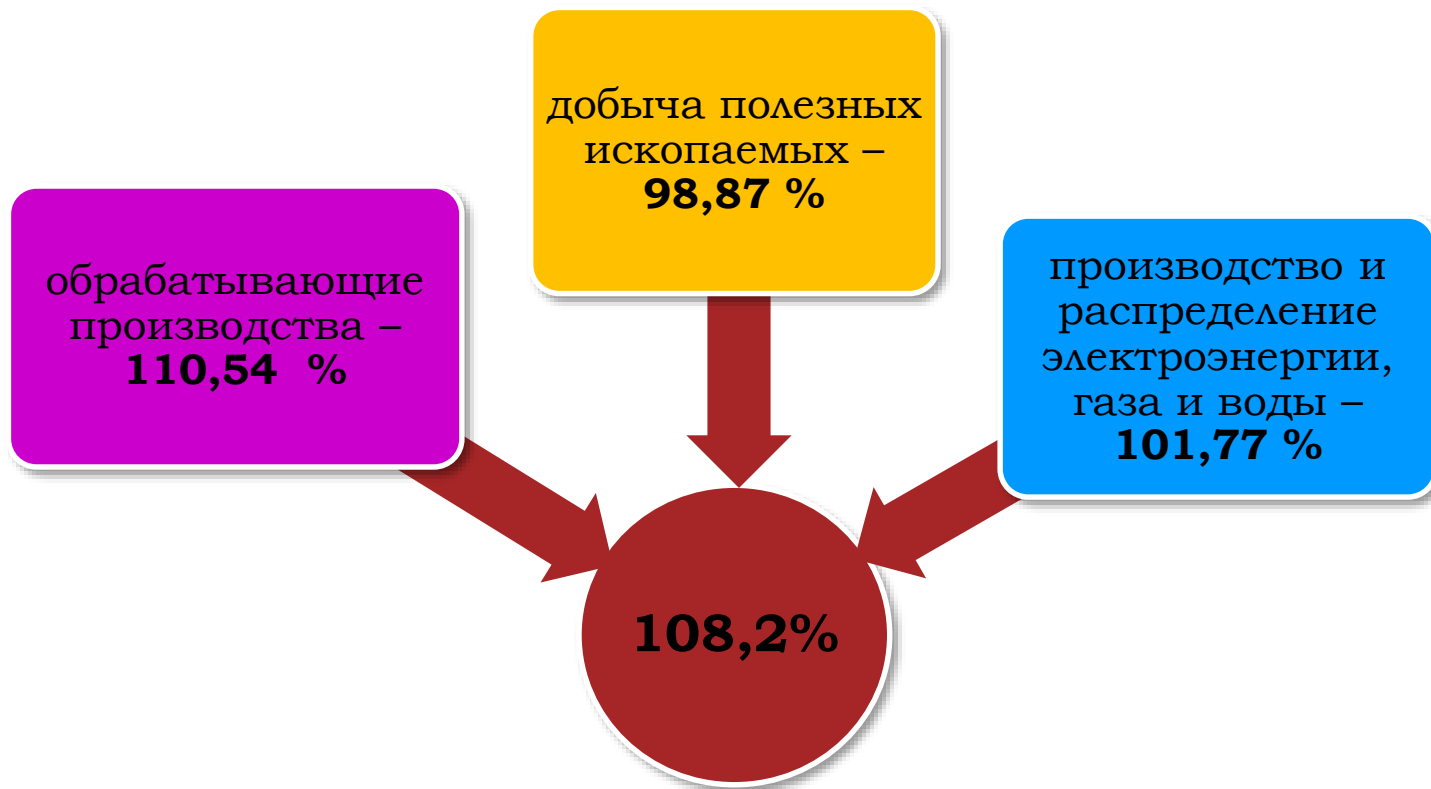 добыча полезных
ископаемых –
98,87 %
обрабатывающие
производства –
110,54 %
производство и
распределение
электроэнергии,
газа и воды –
101,77 %
108,2%